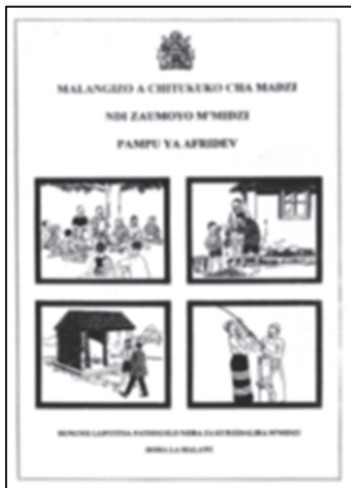 MALANGIZO A CHITUKUKO CHA MADZI
NDI ZAUMOYO M'MIDZI
PAMPU YA AFRIDEV
BOMA LA MALAWI